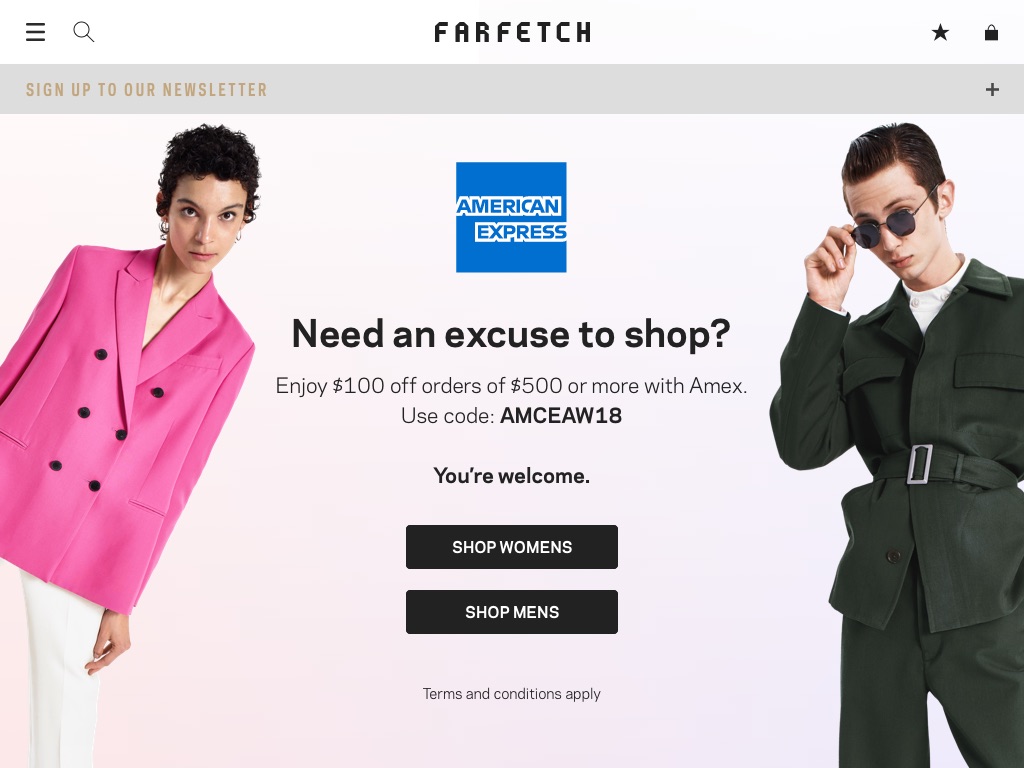 FARFETCH
SIGN UP TO OUR NEWSLETTER
AMERICAN
EXPRESS
Need an excuse to shop?
Enjoy $100 off orders of $500 or more with Amex.
Use code: AMCEAW18
You’re welcome.
SHOP WOMENS
SHOP MENS
Terms and conditions apply